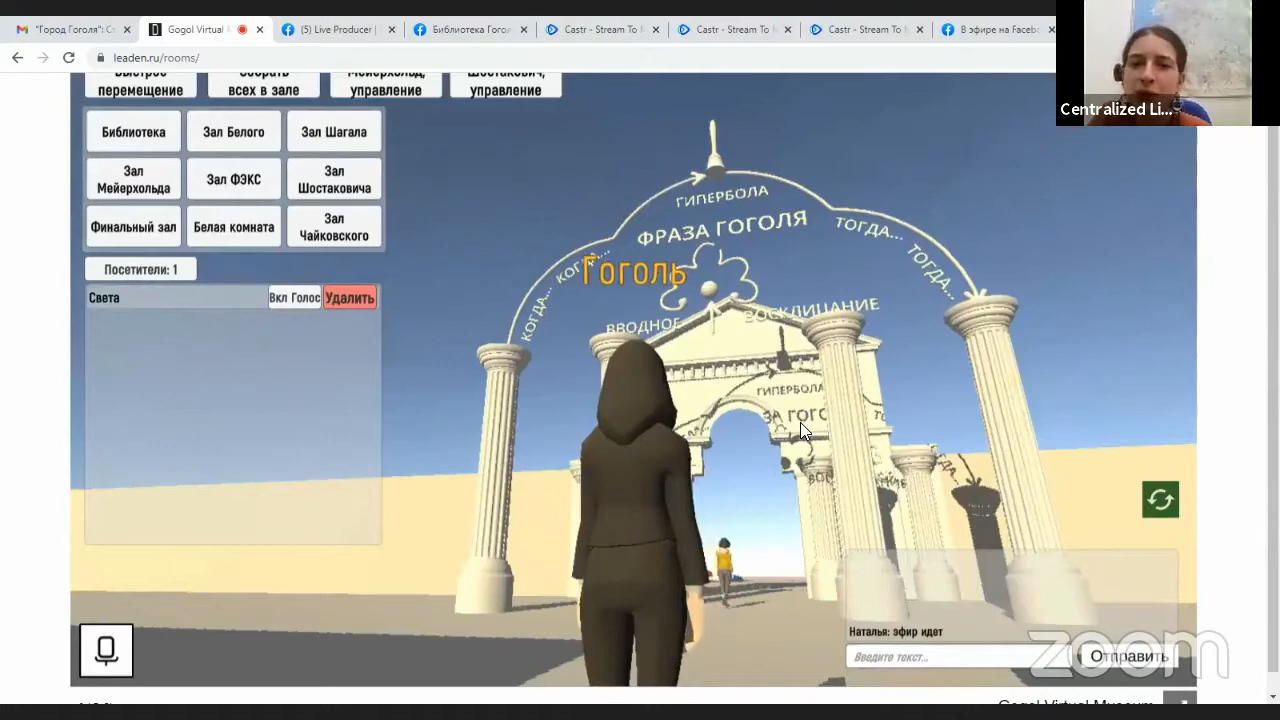 "Город Гоголя": С
Gogol Virtual M
(5) Live Producer |
Библиотека Гогол
Castr - Stream To M
Castr - Stream To M
Castr - Stream To M
В эфире на Facebo
leaden.ru/rooms/
Centralized Li...
Быстрое перемещение
Собрать всех в зале
Мейерхольд, управление
Шостакович, управление
Библиотека
Зал Белого
Зал Шагала
Зал Мейерхольда
Зал ФЭКС
Зал Шостаковича
Финальный зал
Белая комната
Зал Чайковского
Посетители: 1
Света
Вкл Голос
Удалить
ГИПЕРБОЛА
ФРАЗА ГОГОЛЯ
КОГДА... КОГДА...
ТОГДА... ТОГДА...
Гоголь
ВВОДНОЕ
ВОСКЛИЦАНИЕ
ГИПЕРБОЛА
ЗА ГОГО
Наталья: эфир идет
Введите текст...
Отправить
zoom
Gogol Virtual Museum